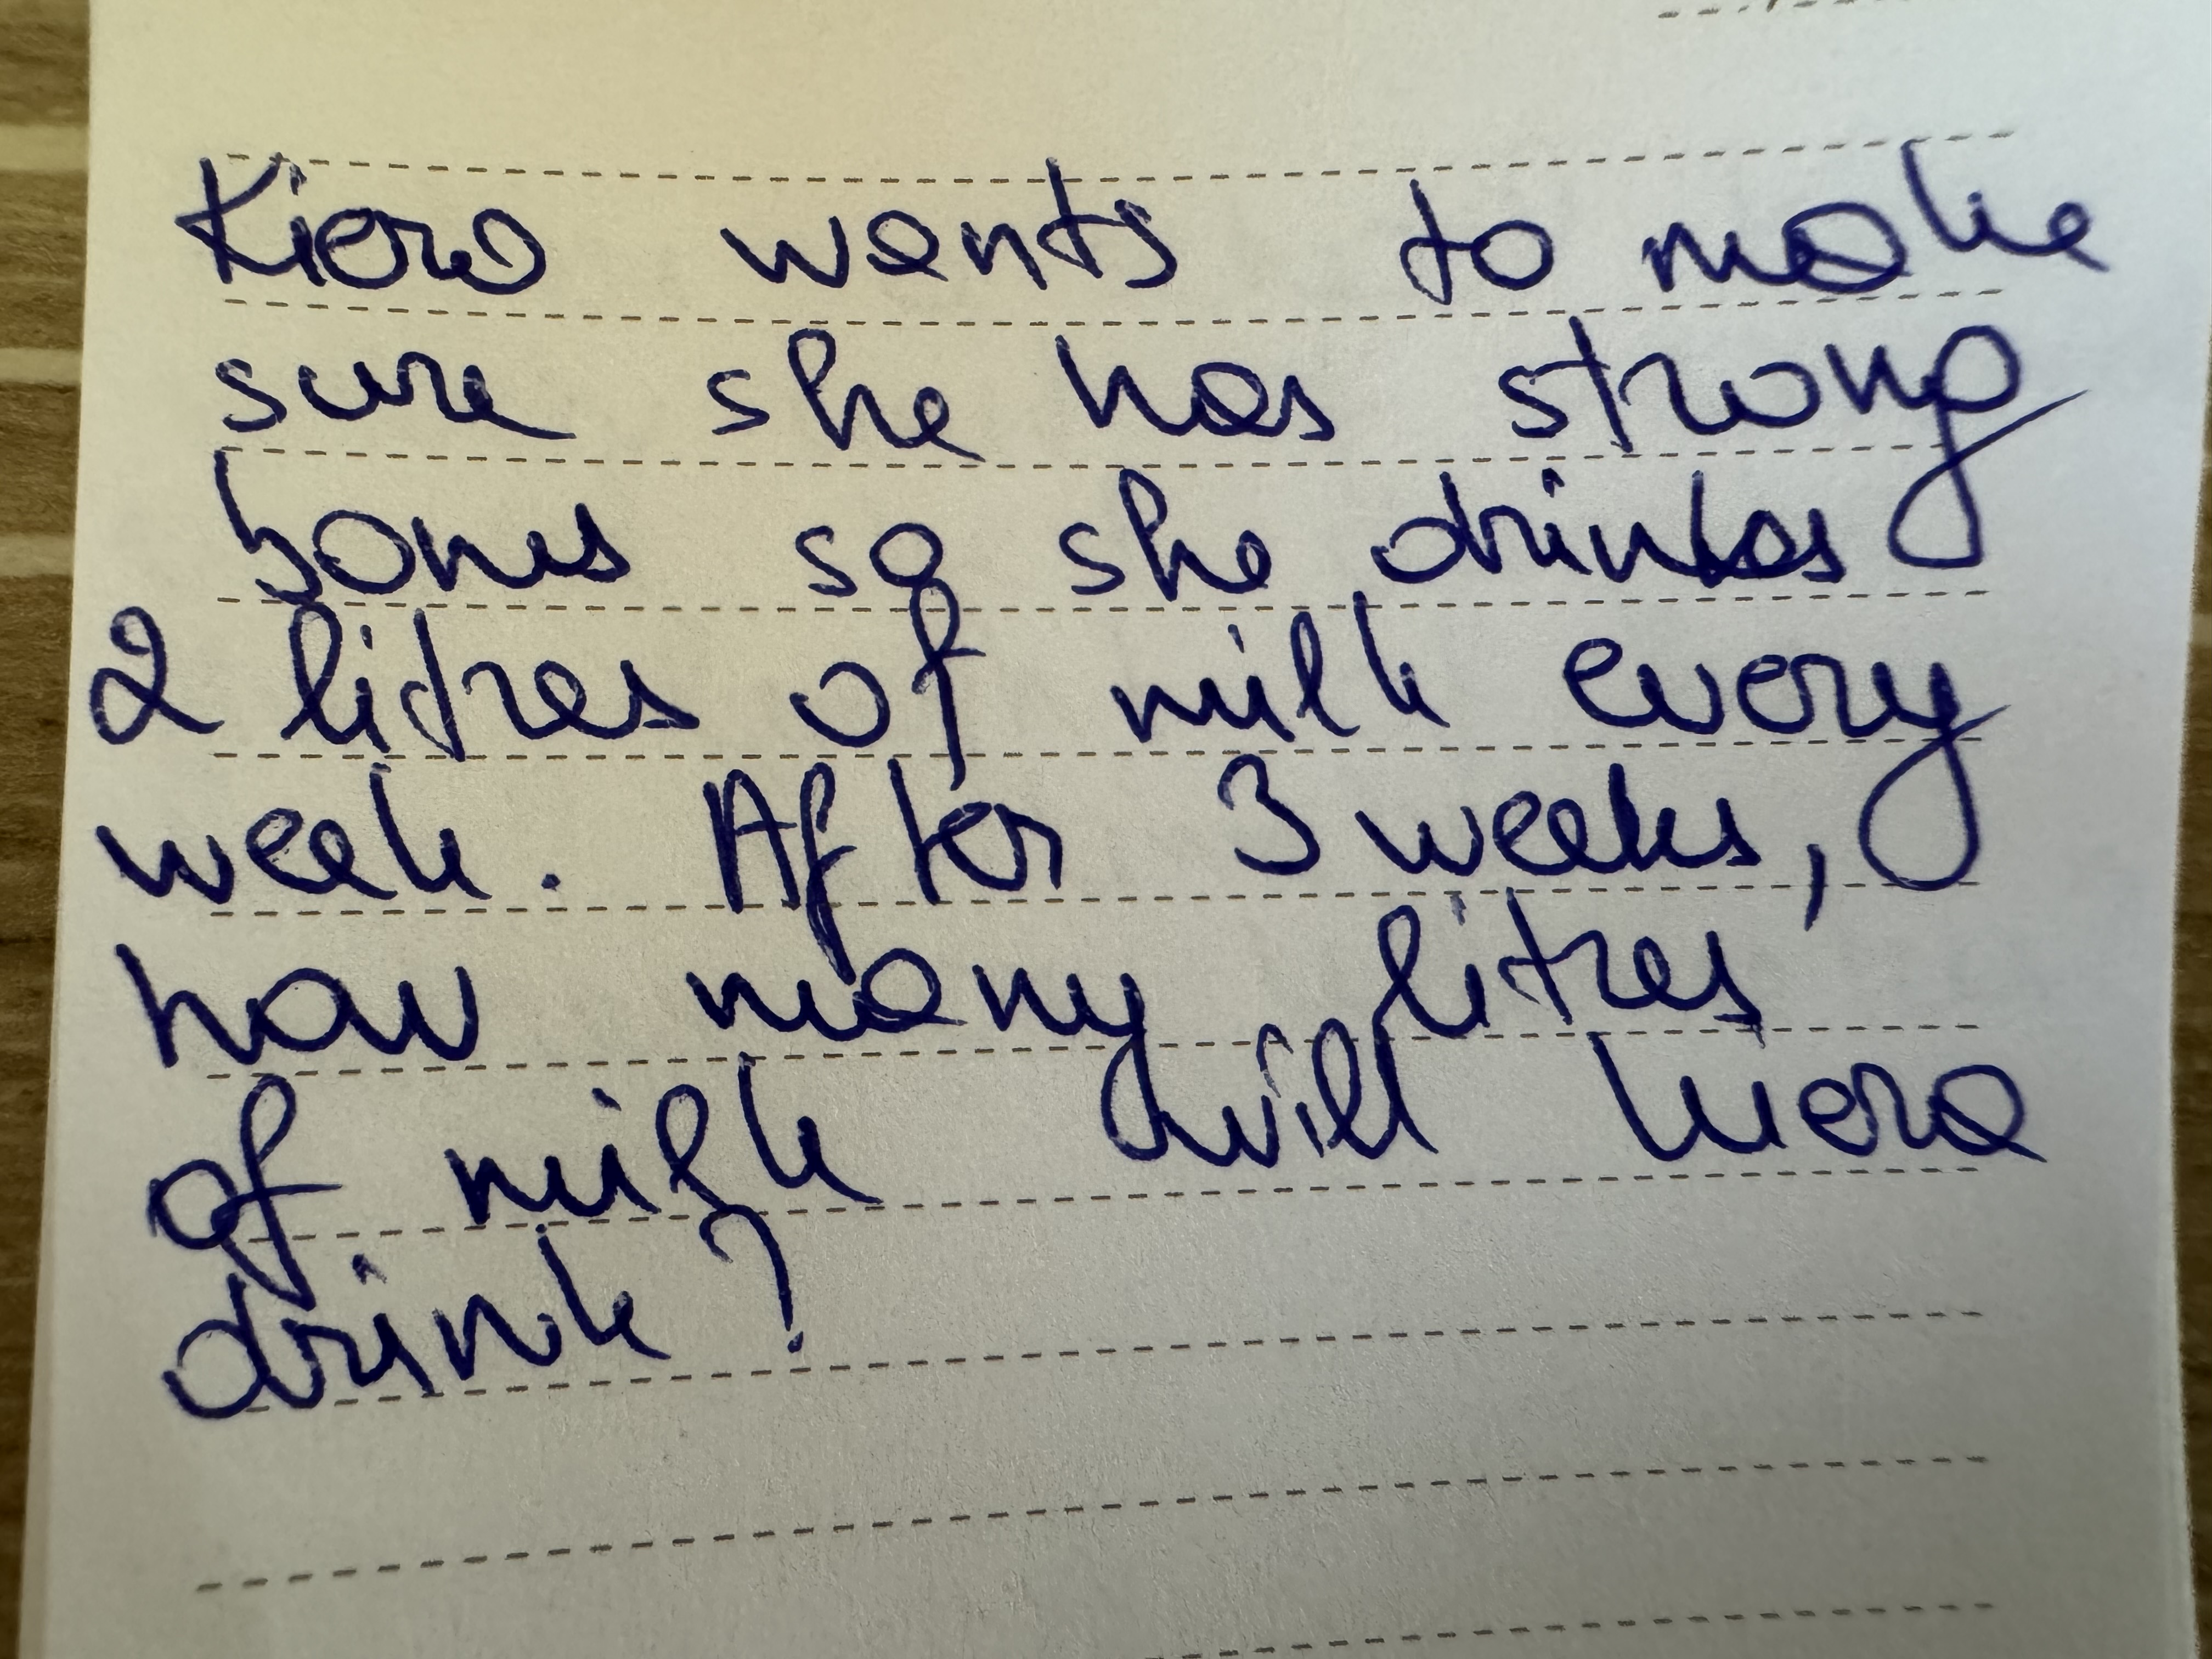 Kiera wants to make
sure she has strong
bones so she drinks
2 litres of milk every
week. After 3 weeks,
how many litres
of milk will kiera
drink?